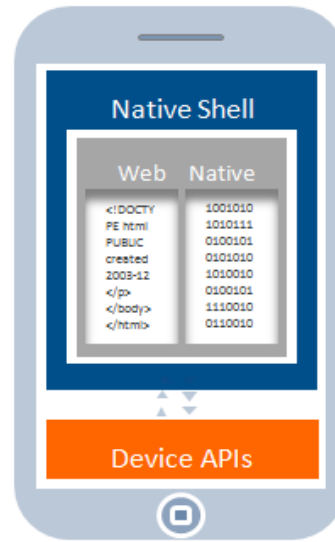 Native Shell
Web Native
<!DOCTY
PE html
PUBLIC
created
2003-12
</p>
</body>
</html>
1001010
1010111
0100101
0101010
1010010
0100101
1110010
0110010
Device APIs